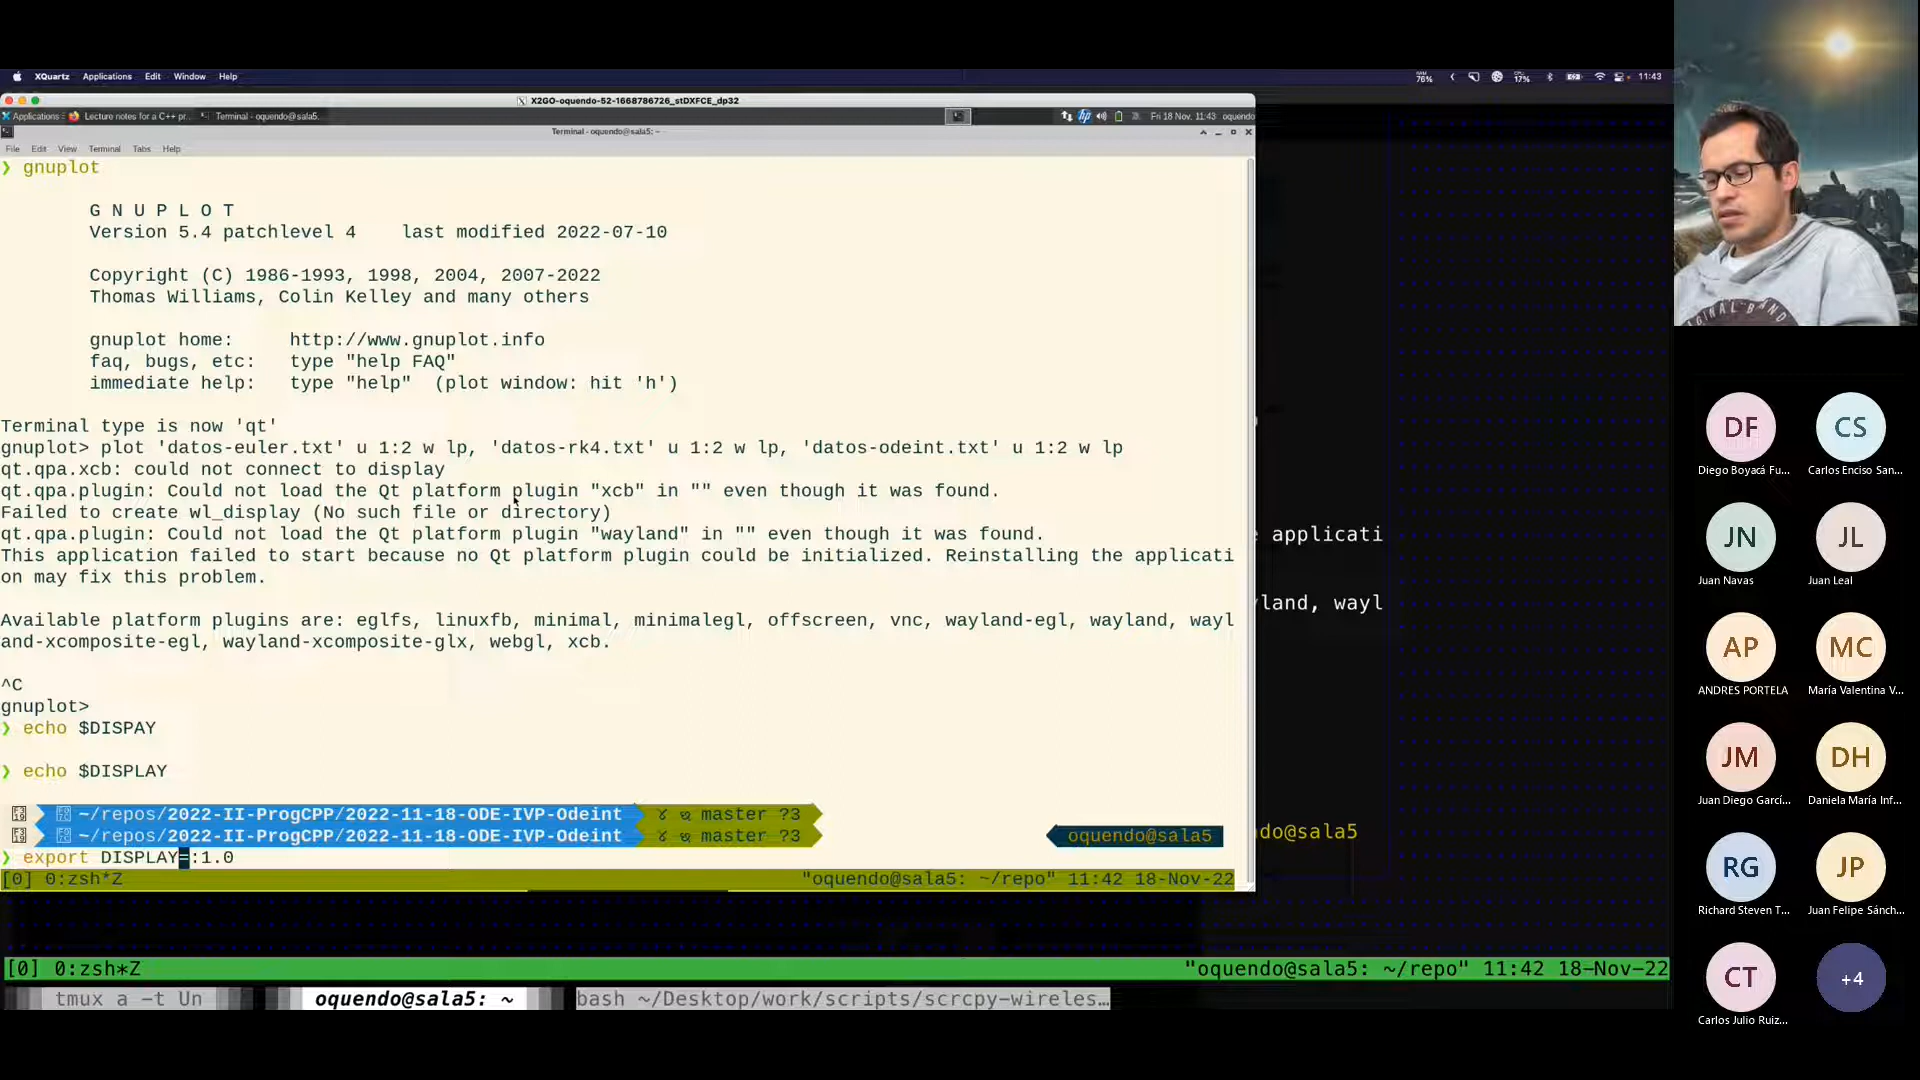 XQuartz Applications Edit Window Help
76% 17% 11:43
X2GO-oquendo-52-1668786726_stDXFCE_dp32
Applications Lecture notes for a C++ pr... Terminal - oquendo@sala5... Fri 18 Nov, 11:43 oquendo
Terminal - oquendo@sala5: ~
File Edit View Terminal Tabs Help
❯ gnuplot
G N U P L O T
Version 5.4 patchlevel 4 last modified 2022-07-10
Copyright (C) 1986-1993, 1998, 2004, 2007-2022
Thomas Williams, Colin Kelley and many others
gnuplot home: http://www.gnuplot.info
faq, bugs, etc: type "help FAQ"
immediate help: type "help" (plot window: hit 'h')
Terminal type is now 'qt'
gnuplot> plot 'datos-euler.txt' u 1:2 w lp, 'datos-rk4.txt' u 1:2 w lp, 'datos-odeint.txt' u 1:2 w lp
qt.qpa.xcb: could not connect to display
qt.qpa.plugin: Could not load the Qt platform plugin "xcb" in "" even though it was found.
Failed to create wl_display (No such file or directory)
qt.qpa.plugin: Could not load the Qt platform plugin "wayland" in "" even though it was found.
This application failed to start because no Qt platform plugin could be initialized. Reinstalling the applicati
on may fix this problem.
Available platform plugins are: eglfs, linuxfb, minimal, minimalegl, offscreen, vnc, wayland-egl, wayland, wayl
and-xcomposite-egl, wayland-xcomposite-glx, webgl, xcb.
^C
gnuplot>
❯ echo $DISPAY
❯ echo $DISPLAY
~/repos/2022-II-ProgCPP/2022-11-18-ODE-IVP-Odeint master ?3
~/repos/2022-II-ProgCPP/2022-11-18-ODE-IVP-Odeint master ?3 oquendo@sala5
❯ export DISPLAY=:1.0
[0] 0:zsh*Z "oquendo@sala5: ~/repo" 11:42 18-Nov-22
applicati
land, wayl
do@sala5
[0] 0:zsh*Z "oquendo@sala5: ~/repo" 11:42 18-Nov-22
tmux a -t Un oquendo@sala5: ~ bash ~/Desktop/work/scripts/scrcpy-wireles…
IGINAL BAND
DF CS
Diego Boyacá Fu... Carlos Enciso San...
JN JL
Juan Navas Juan Leal
AP MC
ANDRES PORTELA María Valentina V...
JM DH
Juan Diego Garcí... Daniela María Inf...
RG JP
Richard Steven T... Juan Felipe Sánch...
CT +4
Carlos Julio Ruiz...